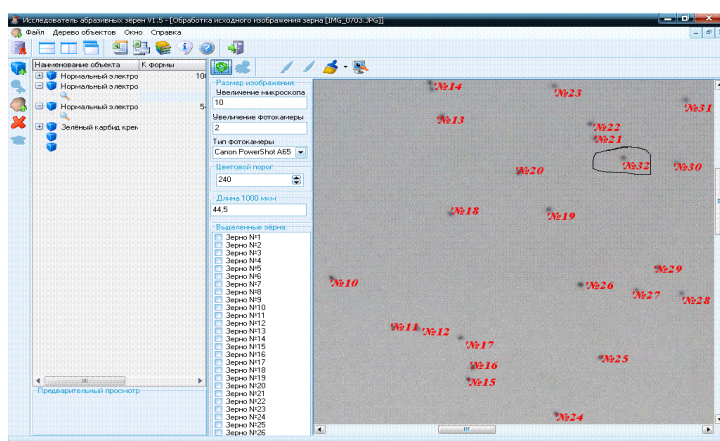 Исследователь абразивных зёрен V1.5 - [Обработка исходного изображения зерна [IMG_0703.JPG]]
Файл Дерево объектов Окно Справка
Наименование объекта К.Формы
Нормальный электро 10
Нормальный электро
Нормальный электро 5
Зелёный карбид крем
Предварительный просмотр
Размер изображения
Увеличение микроскопа
10
Увеличение фотокамеры
2
Тип фотокамеры
Canon PowerShot A65
Цветовой порог
240
Длина 1000 мкм
44,5
Выделенные зёрна
Зерно №1
Зерно №2
Зерно №3
Зерно №4
Зерно №5
Зерно №6
Зерно №7
Зерно №8
Зерно №9
Зерно №10
Зерно №11
Зерно №12
Зерно №13
Зерно №14
Зерно №15
Зерно №16
Зерно №17
Зерно №18
Зерно №19
Зерно №20
Зерно №21
Зерно №22
Зерно №23
Зерно №24
Зерно №25
Зерно №26
№14
№23
№31
№13
№22
№21
№32
№30
№20
№18
№19
№29
№10
№26
№27
№28
№11
№12
№17
№25
№16
№15
№24